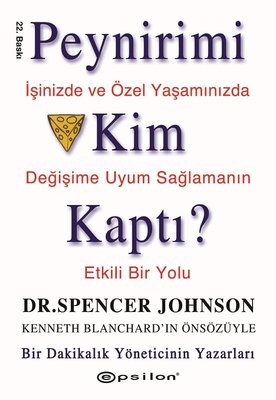 22. Baskı
Peynirimi
İşinizde ve Özel Yaşamınızda
Kim
Değişime Uyum Sağlamanın
Kaptı?
Etkili Bir Yolu
DR.SPENCER JOHNSON
KENNETH BLANCHARD'IN ÖNSÖZÜYLE
Bir Dakikalık Yöneticinin Yazarları
epsilon